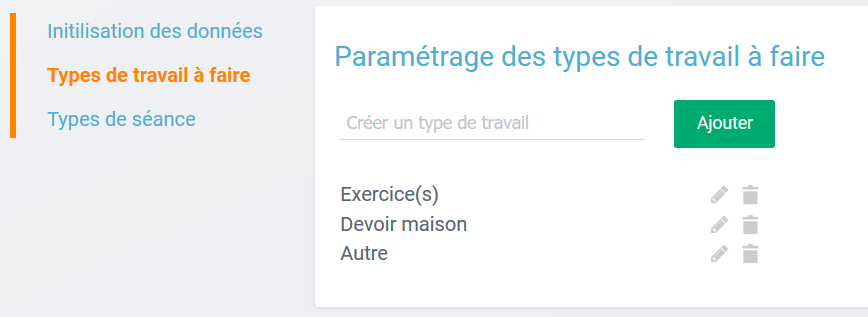 Initilisation des données
Types de travail à faire
Types de séance
Paramétrage des types de travail à faire
Créer un type de travail
Ajouter
Exercice(s)
Devoir maison
Autre